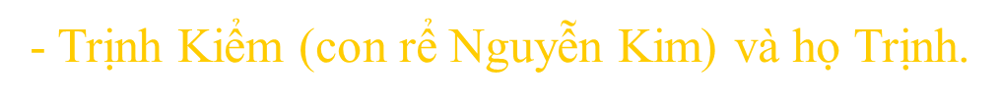 - Trịnh Kiểm (con rể Nguyễn Kim) và họ Trịnh.